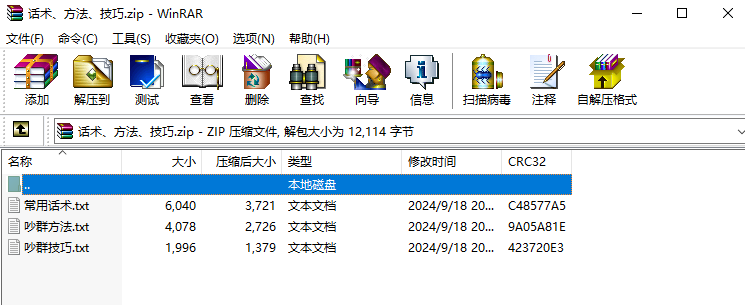 话术、方法、技巧.zip - WinRAR
文件(F) 命令(C) 工具(S) 收藏夹(O) 选项(N) 帮助(H)
添加 解压到 测试 查看 删除 查找 向导 信息 扫描病毒 注释 自解压格式
话术、方法、技巧.zip - ZIP 压缩文件, 解包大小为 12,114 字节
名称 大小 压缩后大小 类型 修改时间 CRC32
.. 本地磁盘
常用话术.txt 6,040 3,721 文本文档 2024/9/18 20... C48577A5
吵群方法.txt 4,078 2,726 文本文档 2024/9/18 20... 9A05A81E
吵群技巧.txt 1,996 1,379 文本文档 2024/9/18 20... 423720E3